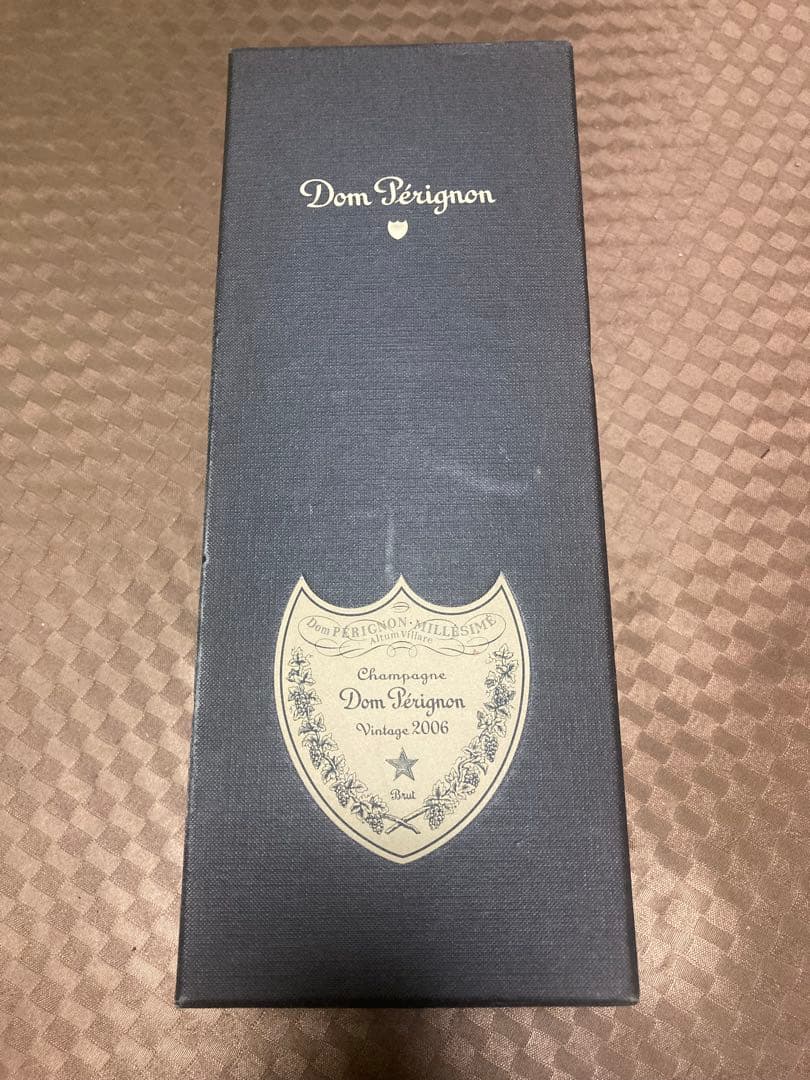 Dom Pérignon
Dom PÉRIGNON·MILLÉSIME
Altum Villare
Champagne
Dom Pérignon
Vintage 2006
Brut